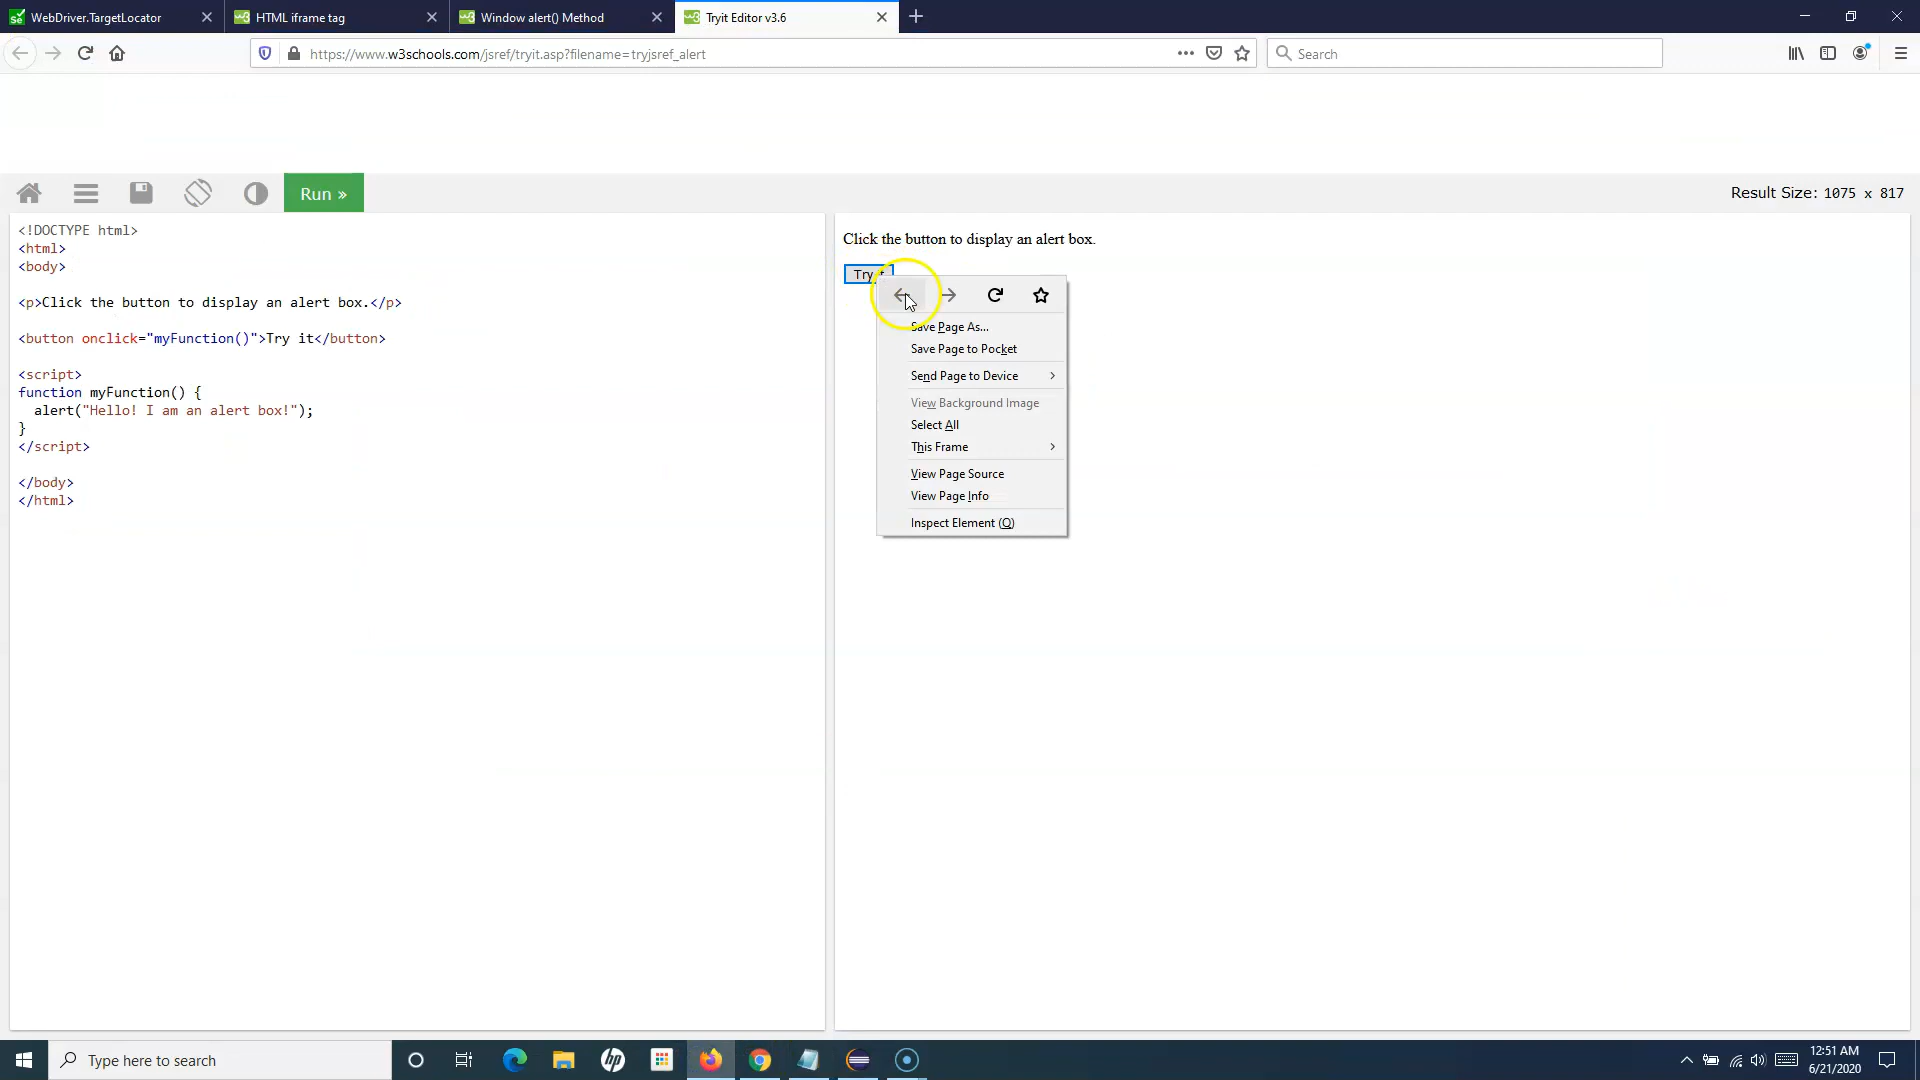 WebDriver.TargetLocator
HTML iframe tag
Window alert() Method
Tryit Editor v3.6
https://www.w3schools.com/jsref/tryit.asp?filename=tryjsref_alert
Search
Run »
Result Size: 1075 x 817
<!DOCTYPE html>
<html>
<body>
<p>Click the button to display an alert box.</p>
<button onclick="myFunction()">Try it</button>
<script>
function myFunction() {
alert("Hello! I am an alert box!");
}
</script>
</body>
</html>
Click the button to display an alert box.
Try it
Save Page As...
Save Page to Pocket
Send Page to Device
View Background Image
Select All
This Frame
View Page Source
View Page Info
Inspect Element (Q)
Type here to search
12:51 AM
6/21/2020